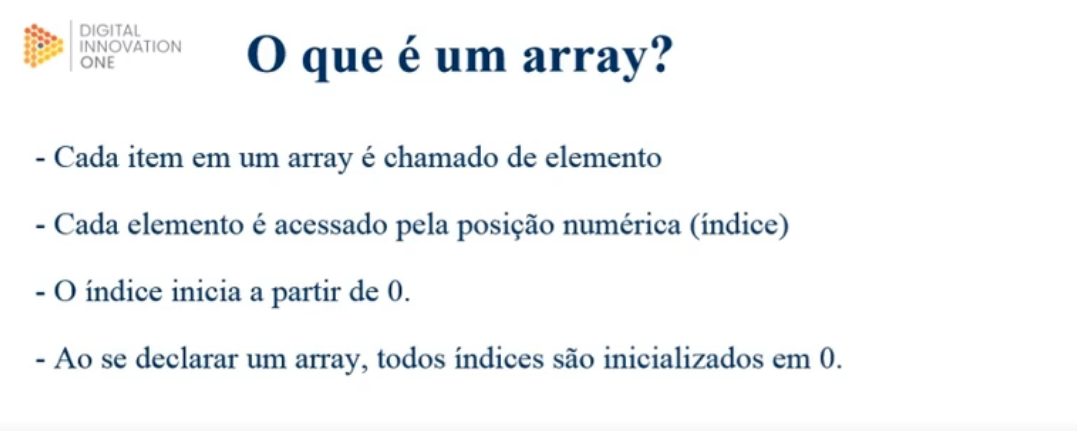 DIGITAL
INNOVATION
ONE
O que é um array?
- Cada item em um array é chamado de elemento
- Cada elemento é acessado pela posição numérica (índice)
- O índice inicia a partir de 0.
- Ao se declarar um array, todos índices são inicializados em 0.